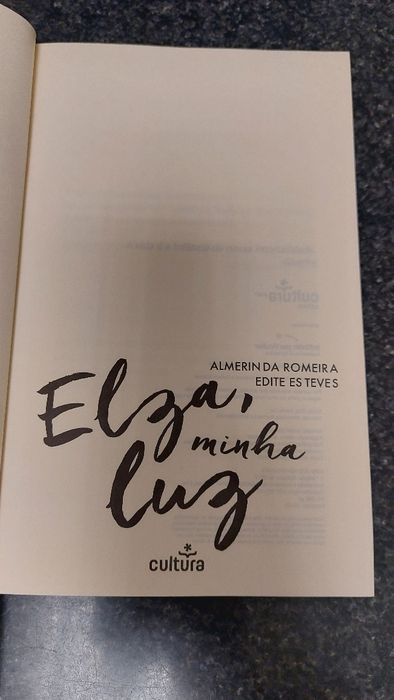 ALMERINDA ROMEIRA
EDITE ESTEVES
Elza,
minha
luz
cultura